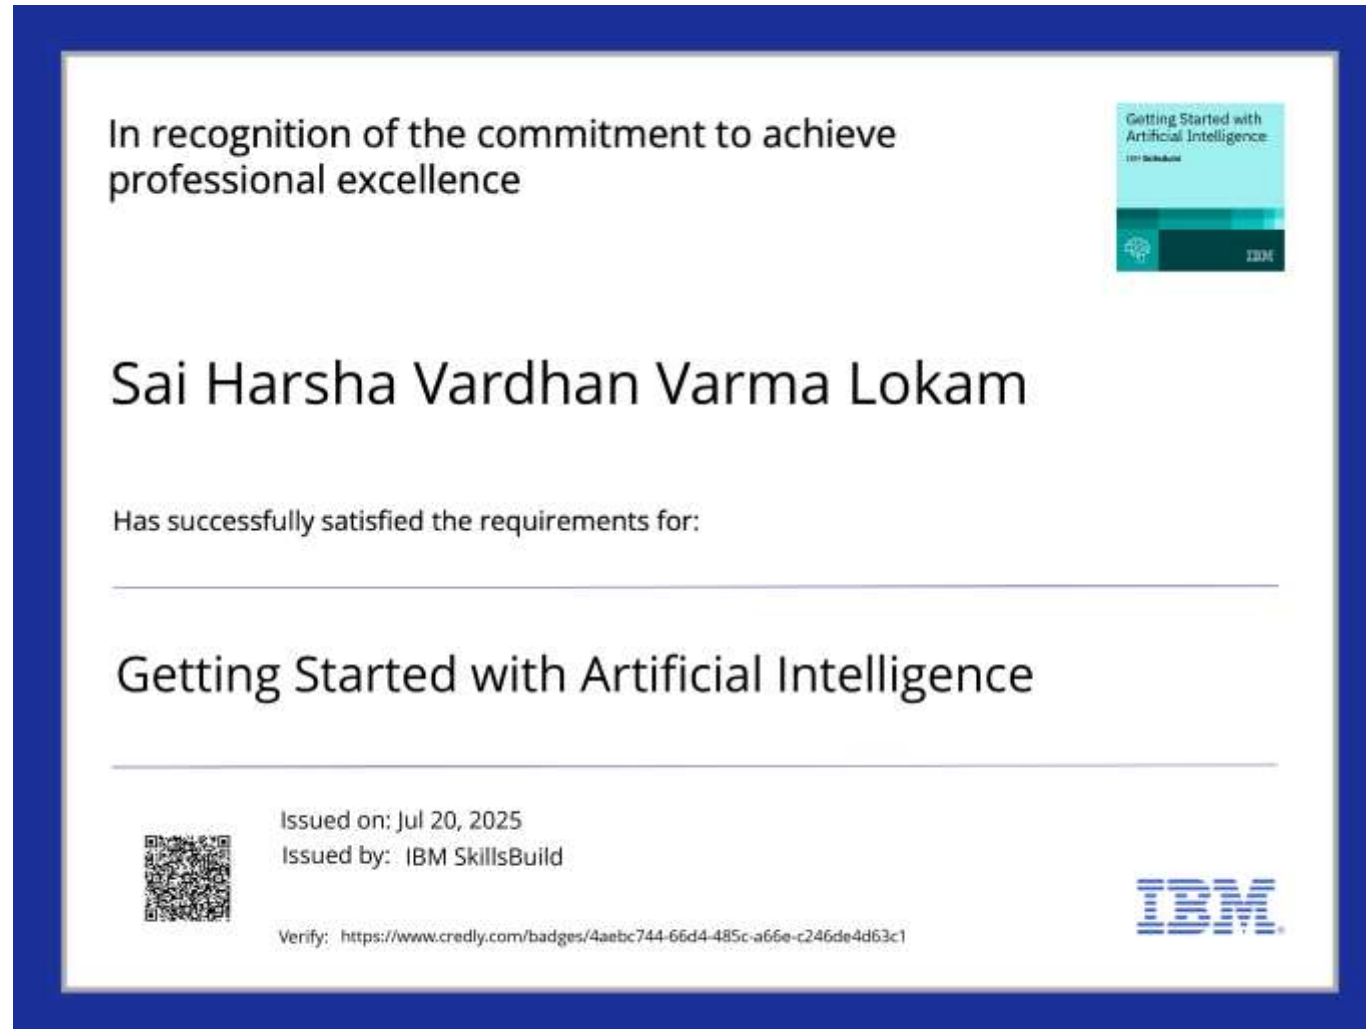 In recognition of the commitment to achieve
professional excellence
Getting Started with
Artificial Intelligence
IBM SkillsBuild
IBM
Sai Harsha Vardhan Varma Lokam
Has successfully satisfied the requirements for:
Getting Started with Artificial Intelligence
Issued on: Jul 20, 2025
Issued by: IBM SkillsBuild
Verify: https://www.credly.com/badges/4aebc744-66d4-485c-a66e-c246de4d63c1
IBM